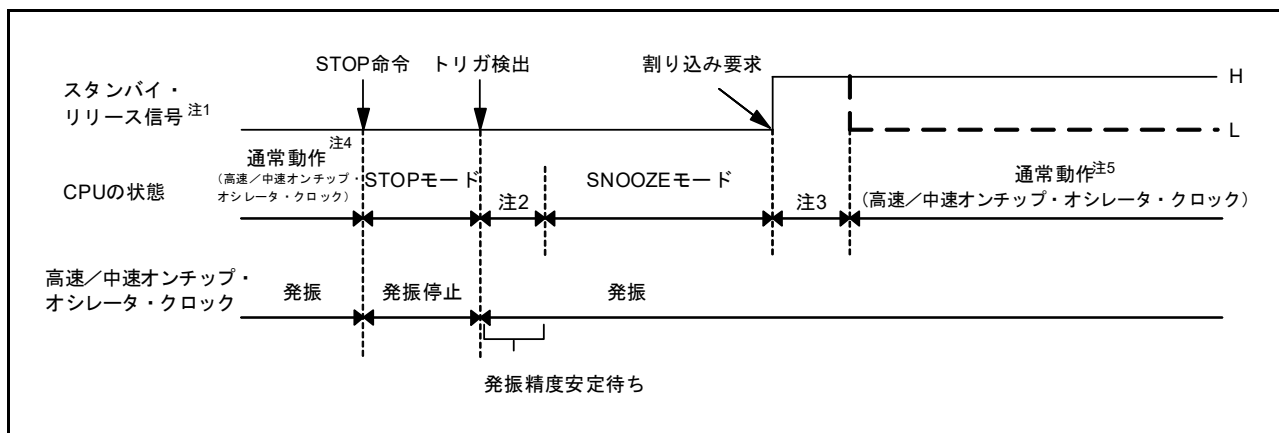 STOP命令 トリガ検出 割り込み要求
スタンバイ・
リリース信号注1
H
L
通常動作注4
(高速/中速オンチップ・
オシレータ・クロック)
CPUの状態
STOPモード
注2
SNOOZEモード
注3
通常動作注5
(高速/中速オンチップ・オシレータ・クロック)
高速/中速オンチップ・
オシレータ・クロック
発振 発振停止 発振
発振精度安定待ち